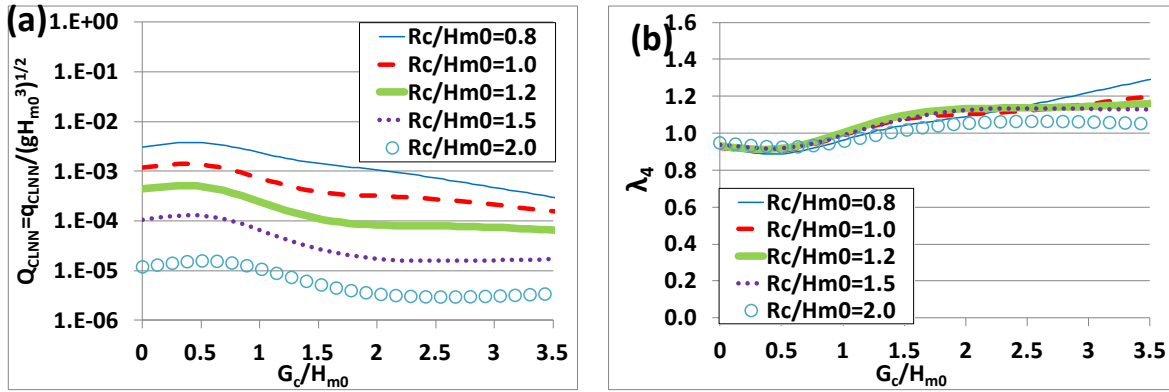 (a)
Q_CLNN=q_CLNN/(gH_m0^3)^1/2
1.E+00
1.E-01
1.E-02
1.E-03
1.E-04
1.E-05
1.E-06
Rc/Hm0=0.8
Rc/Hm0=1.0
Rc/Hm0=1.2
Rc/Hm0=1.5
Rc/Hm0=2.0
0 0.5 1 1.5 2 2.5 3 3.5
G_c/H_m0
(b)
λ_4
1.6
1.4
1.2
1.0
0.8
0.6
0.4
0.2
0.0
Rc/Hm0=0.8
Rc/Hm0=1.0
Rc/Hm0=1.2
Rc/Hm0=1.5
Rc/Hm0=2.0
0 0.5 1 1.5 2 2.5 3 3.5
G_c/H_m0